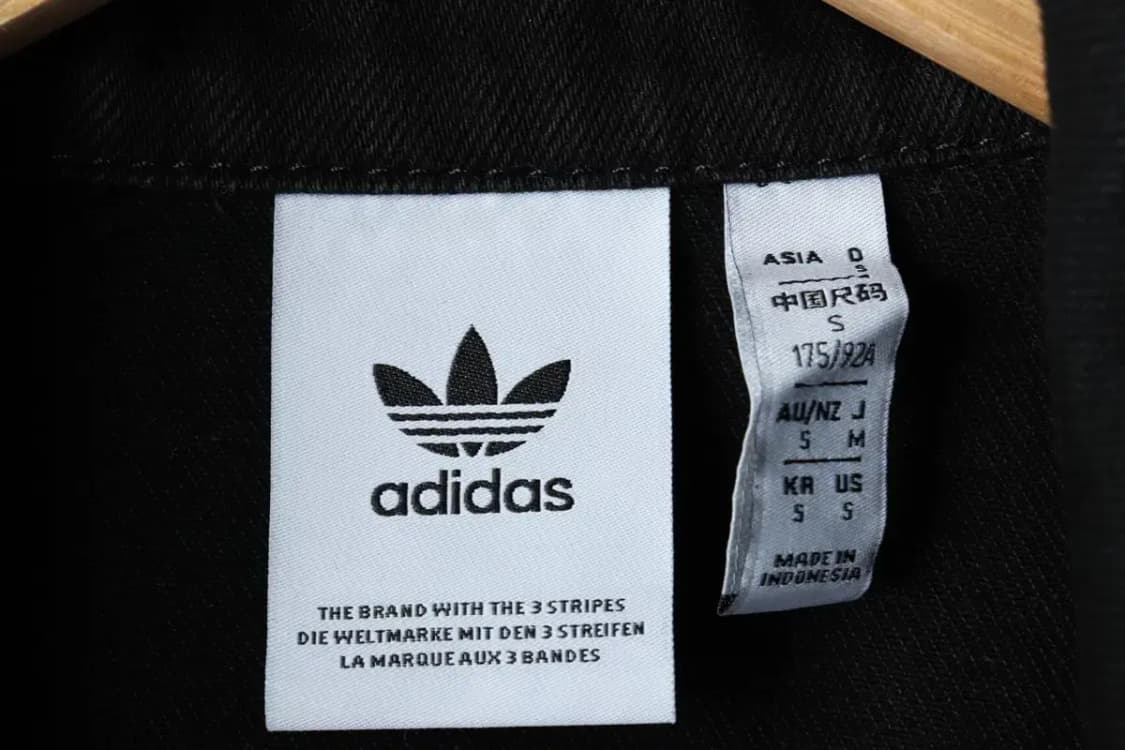 adidas
THE BRAND WITH THE 3 STRIPES
DIE WELTMARKE MIT DEN 3 STREIFEN
LA MARQUE AUX 3 BANDES
ASIA D
S
中国尺码
S
175/92A
AU/NZ J
S M
KR US
S S
MADE IN
INDONESIA